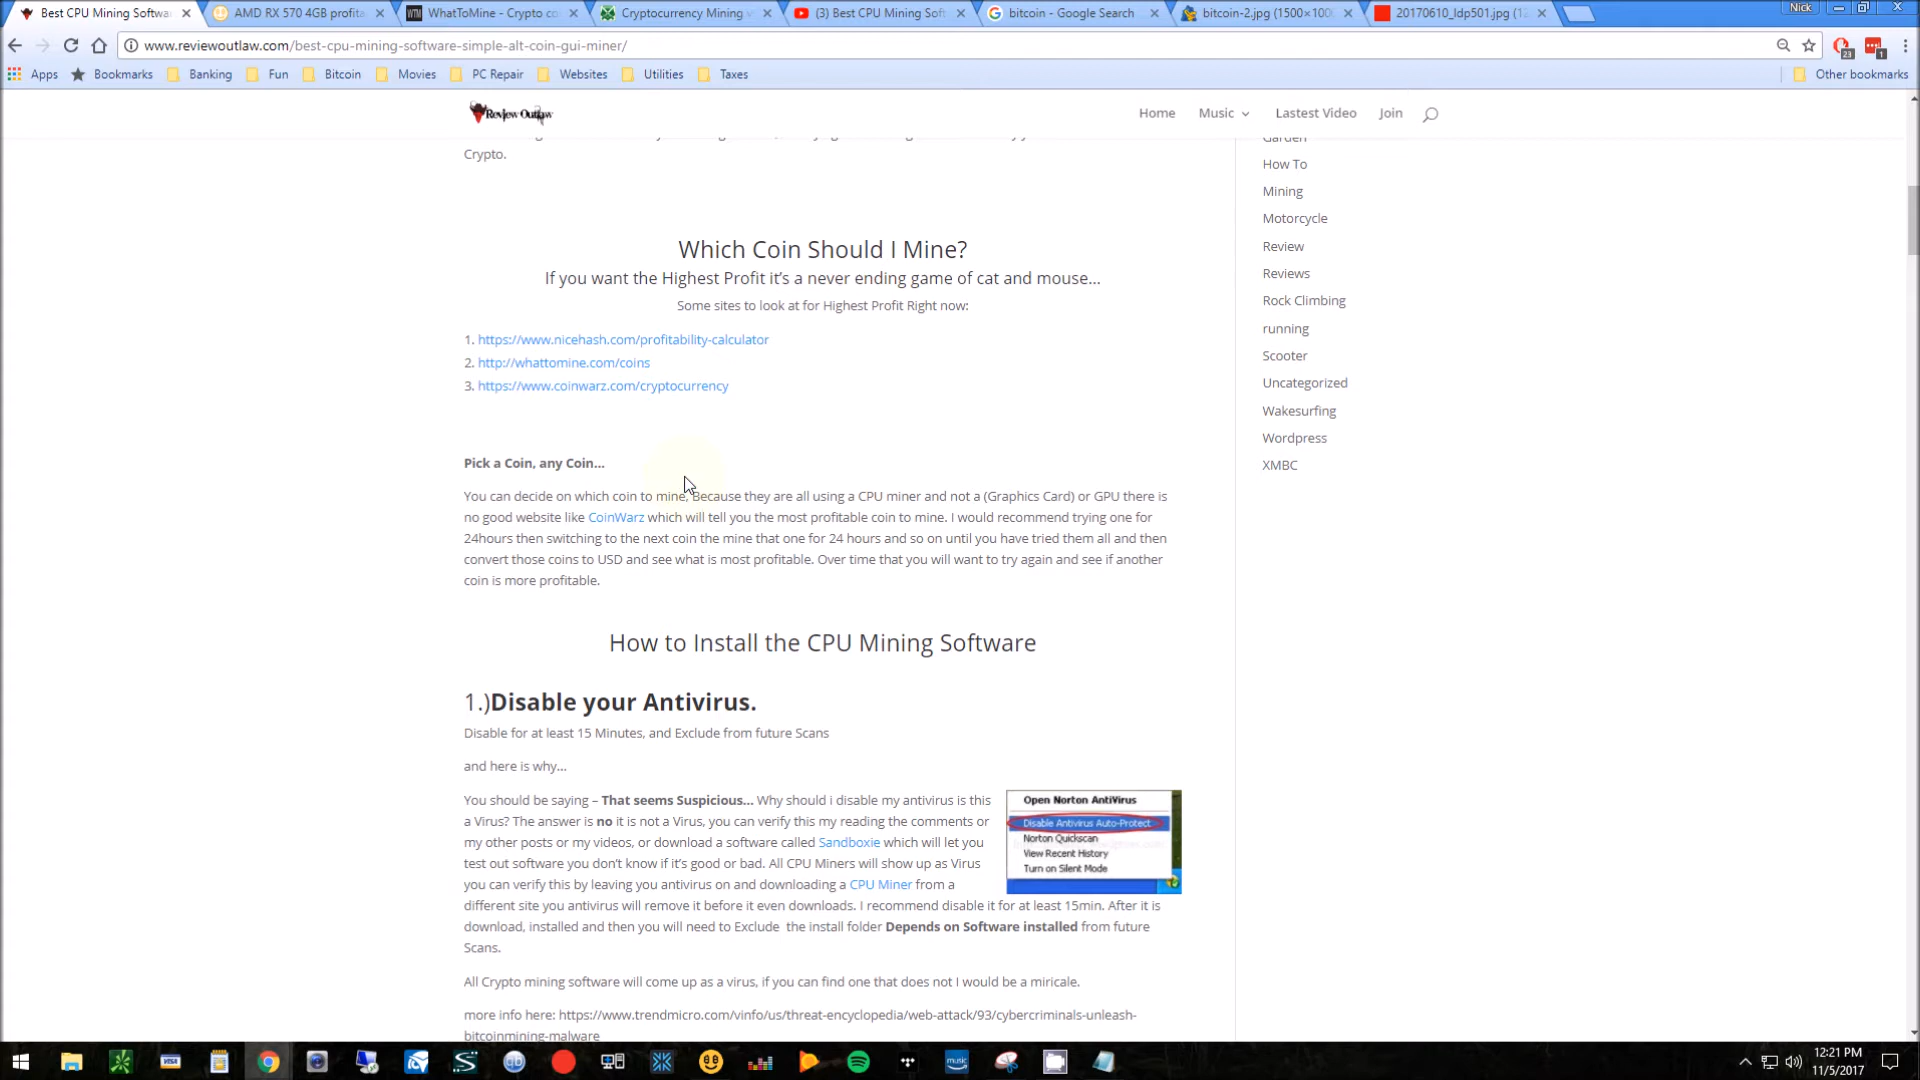 Best CPU Mining Softwa
AMD RX 570 4GB profita
WhatToMine - Crypto co
Cryptocurrency Mining v
(3) Best CPU Mining Soft
bitcoin - Google Search
bitcoin-2.jpg (1500×100
20170610_ldp501.jpg (12
Nick
www.reviewoutlaw.com/best-cpu-mining-software-simple-alt-coin-gui-miner/
23
1
Apps
Bookmarks
Banking
Fun
Bitcoin
Movies
PC Repair
Websites
Utilities
Taxes
Other bookmarks
Review Outlaw
Home
Music
Lastest Video
Join
Crypto.
Which Coin Should I Mine?
If you want the Highest Profit it's a never ending game of cat and mouse...
Some sites to look at for Highest Profit Right now:
1. https://www.nicehash.com/profitability-calculator
2. http://whattomine.com/coins
3. https://www.coinwarz.com/cryptocurrency
Pick a Coin, any Coin...
You can decide on which coin to mine, Because they are all using a CPU miner and not a (Graphics Card) or GPU there is
no good website like CoinWarz which will tell you the most profitable coin to mine. I would recommend trying one for
24hours then switching to the next coin the mine that one for 24 hours and so on until you have tried them all and then
convert those coins to USD and see what is most profitable. Over time that you will want to try again and see if another
coin is more profitable.
How to Install the CPU Mining Software
1.)Disable your Antivirus.
Disable for at least 15 Minutes, and Exclude from future Scans
and here is why...
You should be saying – That seems Suspicious... Why should i disable my antivirus is this
a Virus? The answer is no it is not a Virus, you can verify this my reading the comments or
my other posts or my videos, or download a software called Sandboxie which will let you
test out software you don't know if it's good or bad. All CPU Miners will show up as Virus
you can verify this by leaving you antivirus on and downloading a CPU Miner from a
different site you antivirus will remove it before it even downloads. I recommend disable it for at least 15min. After it is
download, installed and then you will need to Exclude the install folder Depends on Software installed from future
Scans.
All Crypto mining software will come up as a virus, if you can find one that does not I would be a miricale.
more info here: https://www.trendmicro.com/vinfo/us/threat-encyclopedia/web-attack/93/cybercriminals-unleash-
bitcoinmining-malware
Open Norton AntiVirus
Disable Antivirus Auto-Protect
Norton Quickscan
View Recent History
Turn on Silent Mode
Garden
How To
Mining
Motorcycle
Review
Reviews
Rock Climbing
running
Scooter
Uncategorized
Wakesurfing
Wordpress
XMBC
music
12:21 PM
11/5/2017